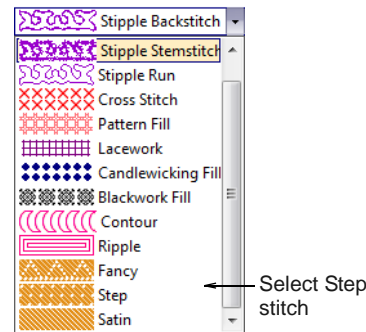 Stipple Backstitch
Stipple Stemstitch
Stipple Run
Cross Stitch
Pattern Fill
Lacework
Candlewicking Fill
Blackwork Fill
Contour
Ripple
Fancy
Step
Satin
Select Step
stitch